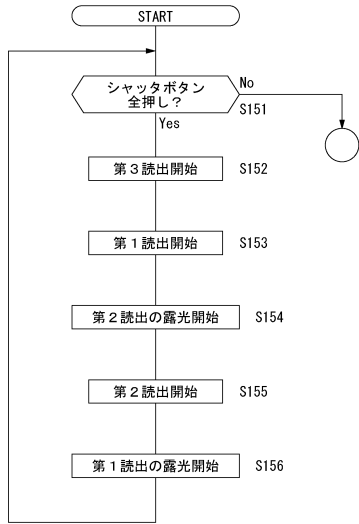 START
シャッタボタン
全押し？
No
S151
Yes
第３読出開始
S152
第１読出開始
S153
第２読出の露光開始
S154
第２読出開始
S155
第１読出の露光開始
S156